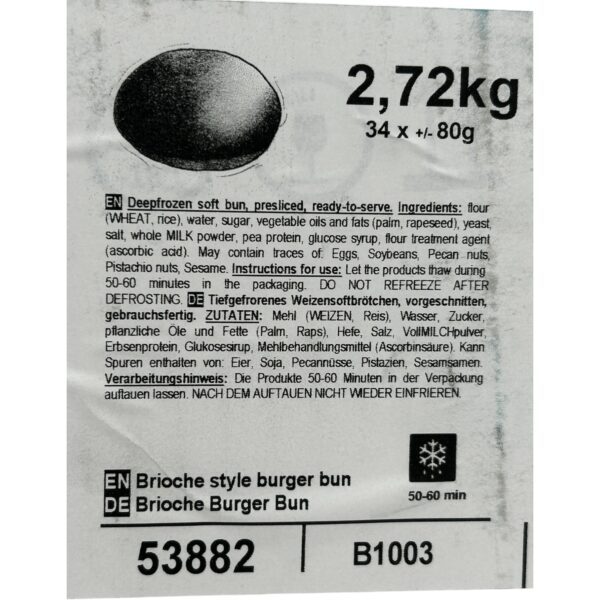 2,72kg
34 x +/- 80g
EN Deepfrozen soft bun, presliced, ready-to-serve. Ingredients: flour
(WHEAT, rice), water, sugar, vegetable oils and fats (palm, rapeseed), yeast,
salt, whole MILK powder, pea protein, glucose syrup, flour treatment agent
(ascorbic acid). May contain traces of: Eggs, Soybeans, Pecan nuts,
Pistachio nuts, Sesame. Instructions for use: Let the products thaw during
50-60 minutes in the packaging. DO NOT REFREEZE AFTER
DEFROSTING. DE Tiefgefrorenes Weizensoftbrötchen, vorgeschnitten,
gebrauchsfertig. ZUTATEN: Mehl (WEIZEN, Reis), Wasser, Zucker,
pflanzliche Öle und Fette (Palm, Raps), Hefe, Salz, VollMILCHpulver,
Erbsenprotein, Glukosesirup, Mehlbehandlungsmittel (Ascorbinsäure). Kann
Spuren enthalten von: Eier, Soja, Pecannüsse, Pistazien, Sesamsamen.
Verarbeitungshinweis: Die Produkte 50-60 Minuten in der Verpackung
auftauen lassen. NACH DEM AUFTAUEN NICHT WIEDER EINFRIEREN.
EN Brioche style burger bun
DE Brioche Burger Bun
50-60 min
53882
B1003